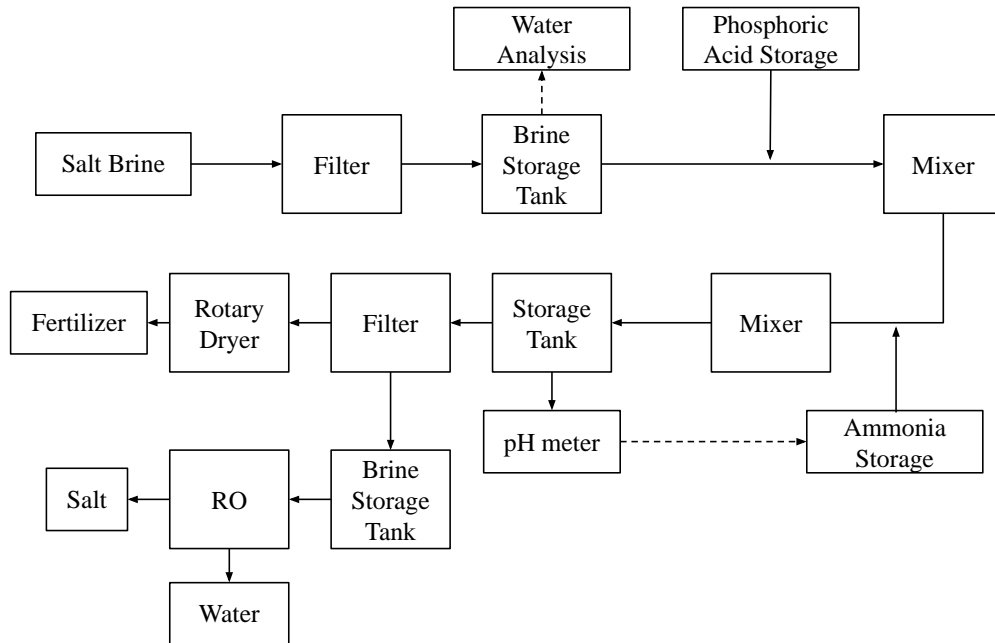 Water
Analysis
Phosphoric
Acid Storage
Salt Brine
Filter
Brine
Storage
Tank
Mixer
Fertilizer
Rotary
Dryer
Filter
Storage
Tank
Mixer
pH meter
Ammonia
Storage
Salt
RO
Brine
Storage
Tank
Water